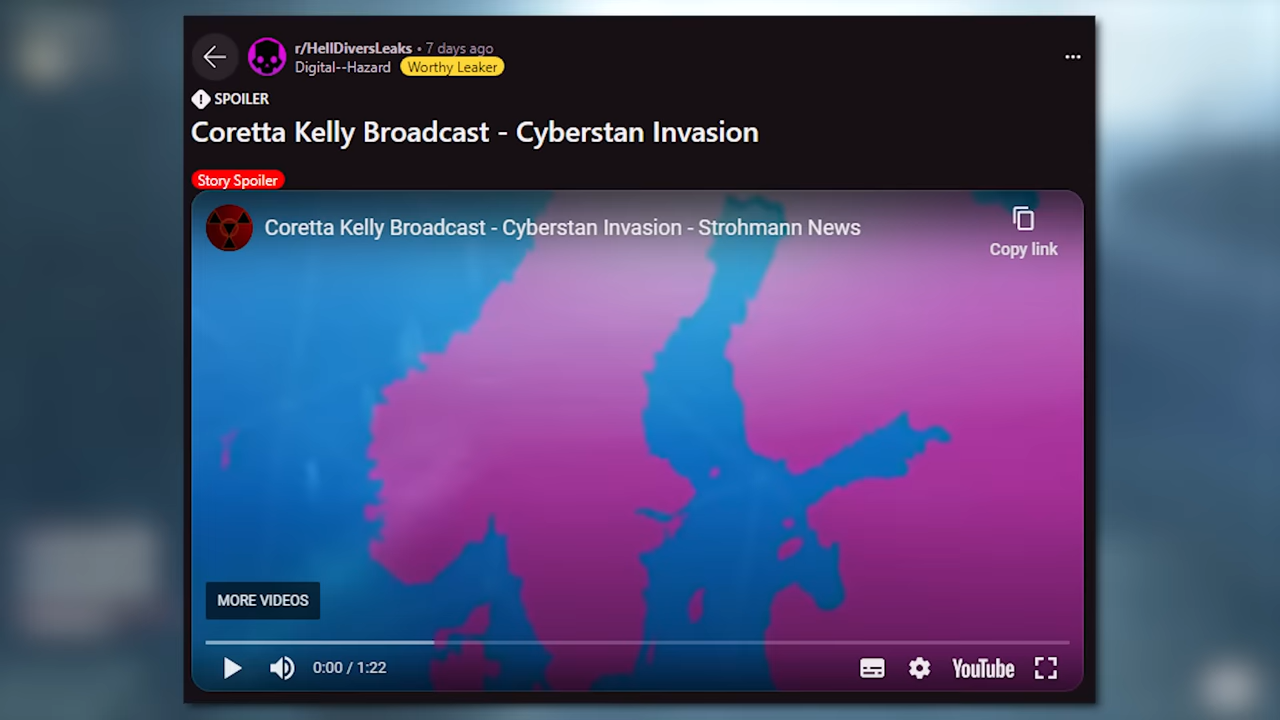 r/HellDiversLeaks • 7 days ago
Digital--Hazard Worthy Leaker
SPOILER
Coretta Kelly Broadcast - Cyberstan Invasion
Story Spoiler
Coretta Kelly Broadcast - Cyberstan Invasion - Strohmann News
Copy link
MORE VIDEOS
0:00 / 1:22
YouTube